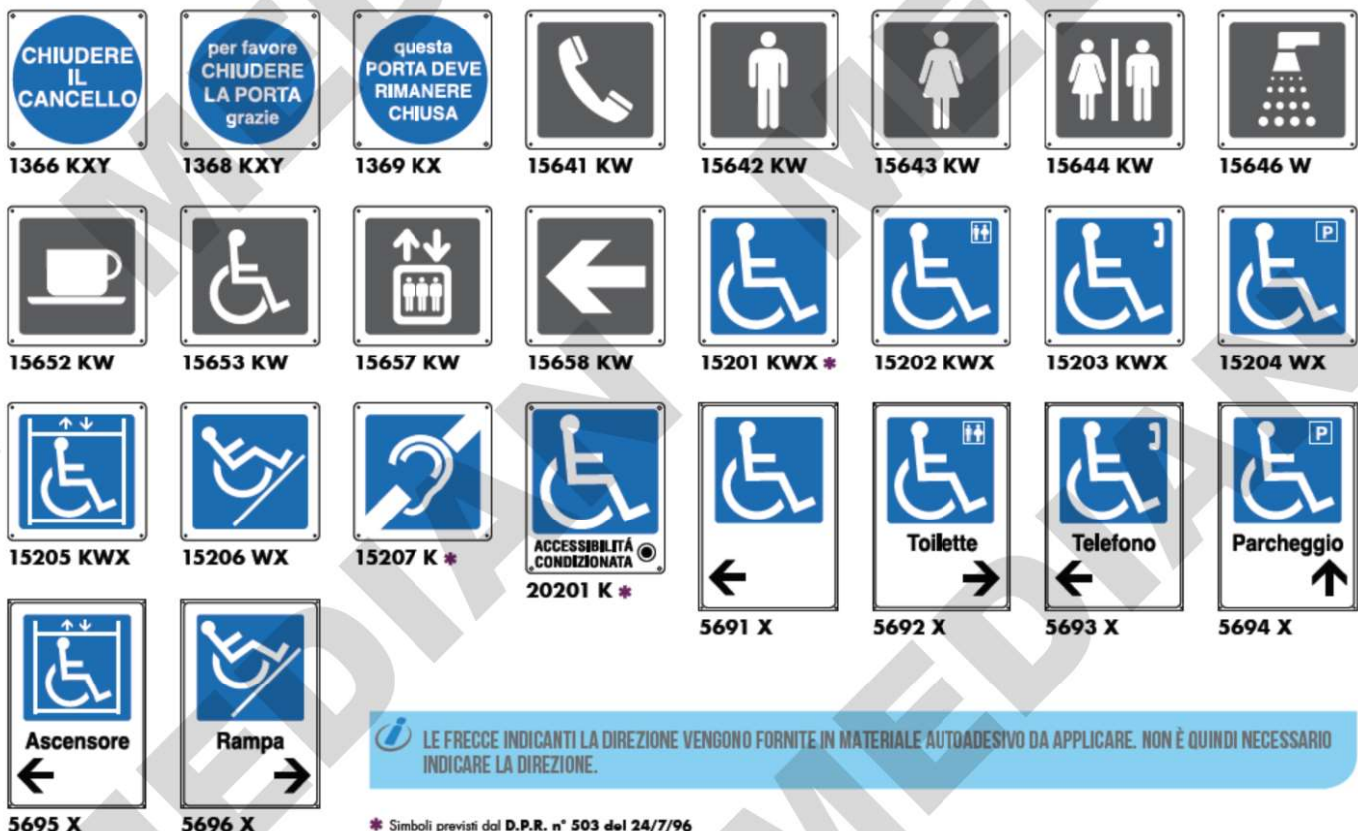 CHIUDERE
IL
CANCELLO
1366 KXY
per favore
CHIUDERE
LA PORTA
grazie
1368 KXY
questa
PORTA DEVE
RIMANERE
CHIUSA
1369 KX
15641 KW
15642 KW
15643 KW
15644 KW
15646 W
15652 KW
15653 KW
15657 KW
15658 KW
15201 KWX *
15202 KWX
15203 KWX
P
15204 WX
15205 KWX
15206 WX
15207 K *
ACCESSIBILITÁ
CONDIZIONATA
20201 K *
5691 X
Toilette
5692 X
Telefono
5693 X
P
Parcheggio
5694 X
Ascensore
5695 X
Rampa
5696 X
i LE FRECCE INDICANTI LA DIREZIONE VENGONO FORNITE IN MATERIALE AUTOADESIVO DA APPLICARE. NON È QUINDI NECESSARIO
INDICARE LA DIREZIONE.
* Simboli previsti dal D.P.R. n° 503 del 24/7/96
MEDIAN
MEDIAN